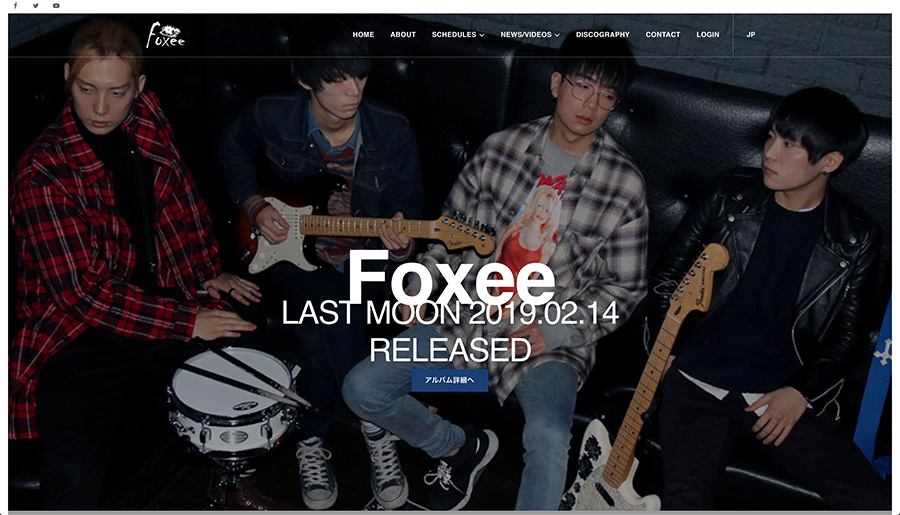 Foxee
HOME
ABOUT
SCHEDULES
NEWS/VIDEOS
DISCOGRAPHY
CONTACT
LOGIN
JP
Foxee
LAST MOON 2019.02.14
RELEASED
アルバム詳細へ